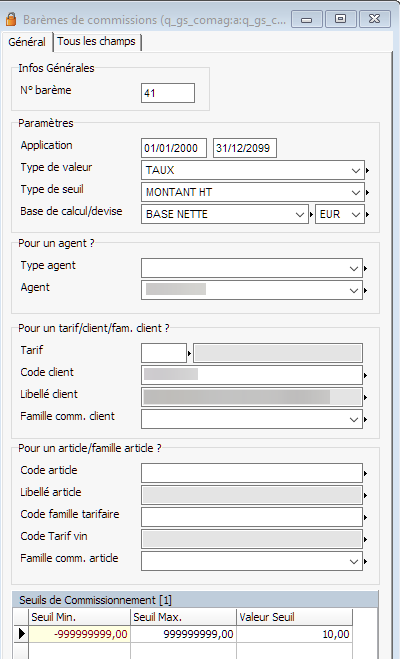 Barèmes de commissions (q_gs_comag:a:q_gs_c...
Général Tous les champs
Infos Générales
N° barème 41
Paramètres
Application 01/01/2000 31/12/2099
Type de valeur TAUX
Type de seuil MONTANT HT
Base de calcul/devise BASE NETTE EUR
Pour un agent ?
Type agent
Agent
Pour un tarif/client/fam. client ?
Tarif
Code client
Libellé client
Famille comm. client
Pour un article/famille article ?
Code article
Libellé article
Code famille tarifaire
Code Tarif vin
Famille comm. article
Seuils de Commissionnement [1]
Seuil Min. Seuil Max. Valeur Seuil
-999999999,00 999999999,00 10,00